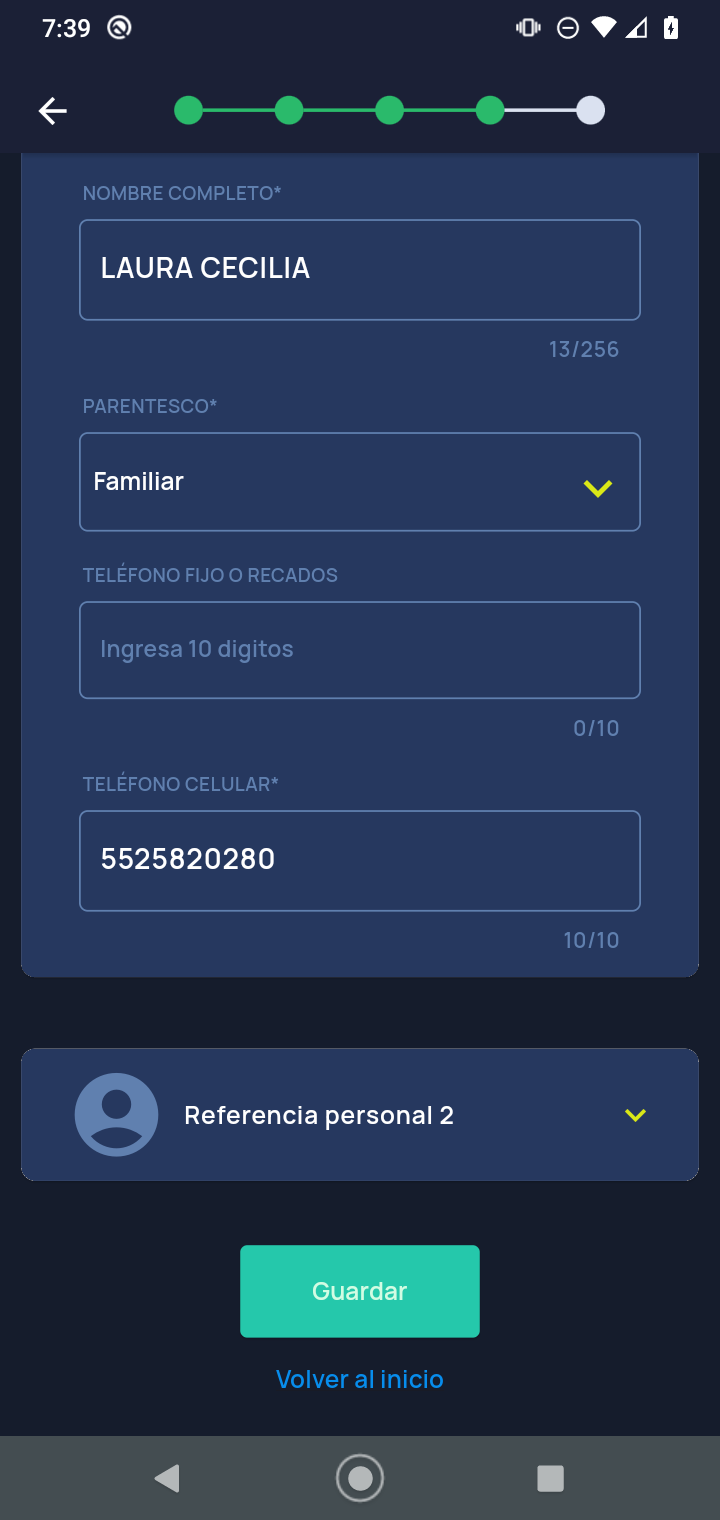 7:39
NOMBRE COMPLETO*
LAURA CECILIA
13/256
PARENTESCO*
Familiar
TELÉFONO FIJO O RECADOS
Ingresa 10 digitos
0/10
TELÉFONO CELULAR*
5525820280
10/10
Referencia personal 2
Guardar
Volver al inicio